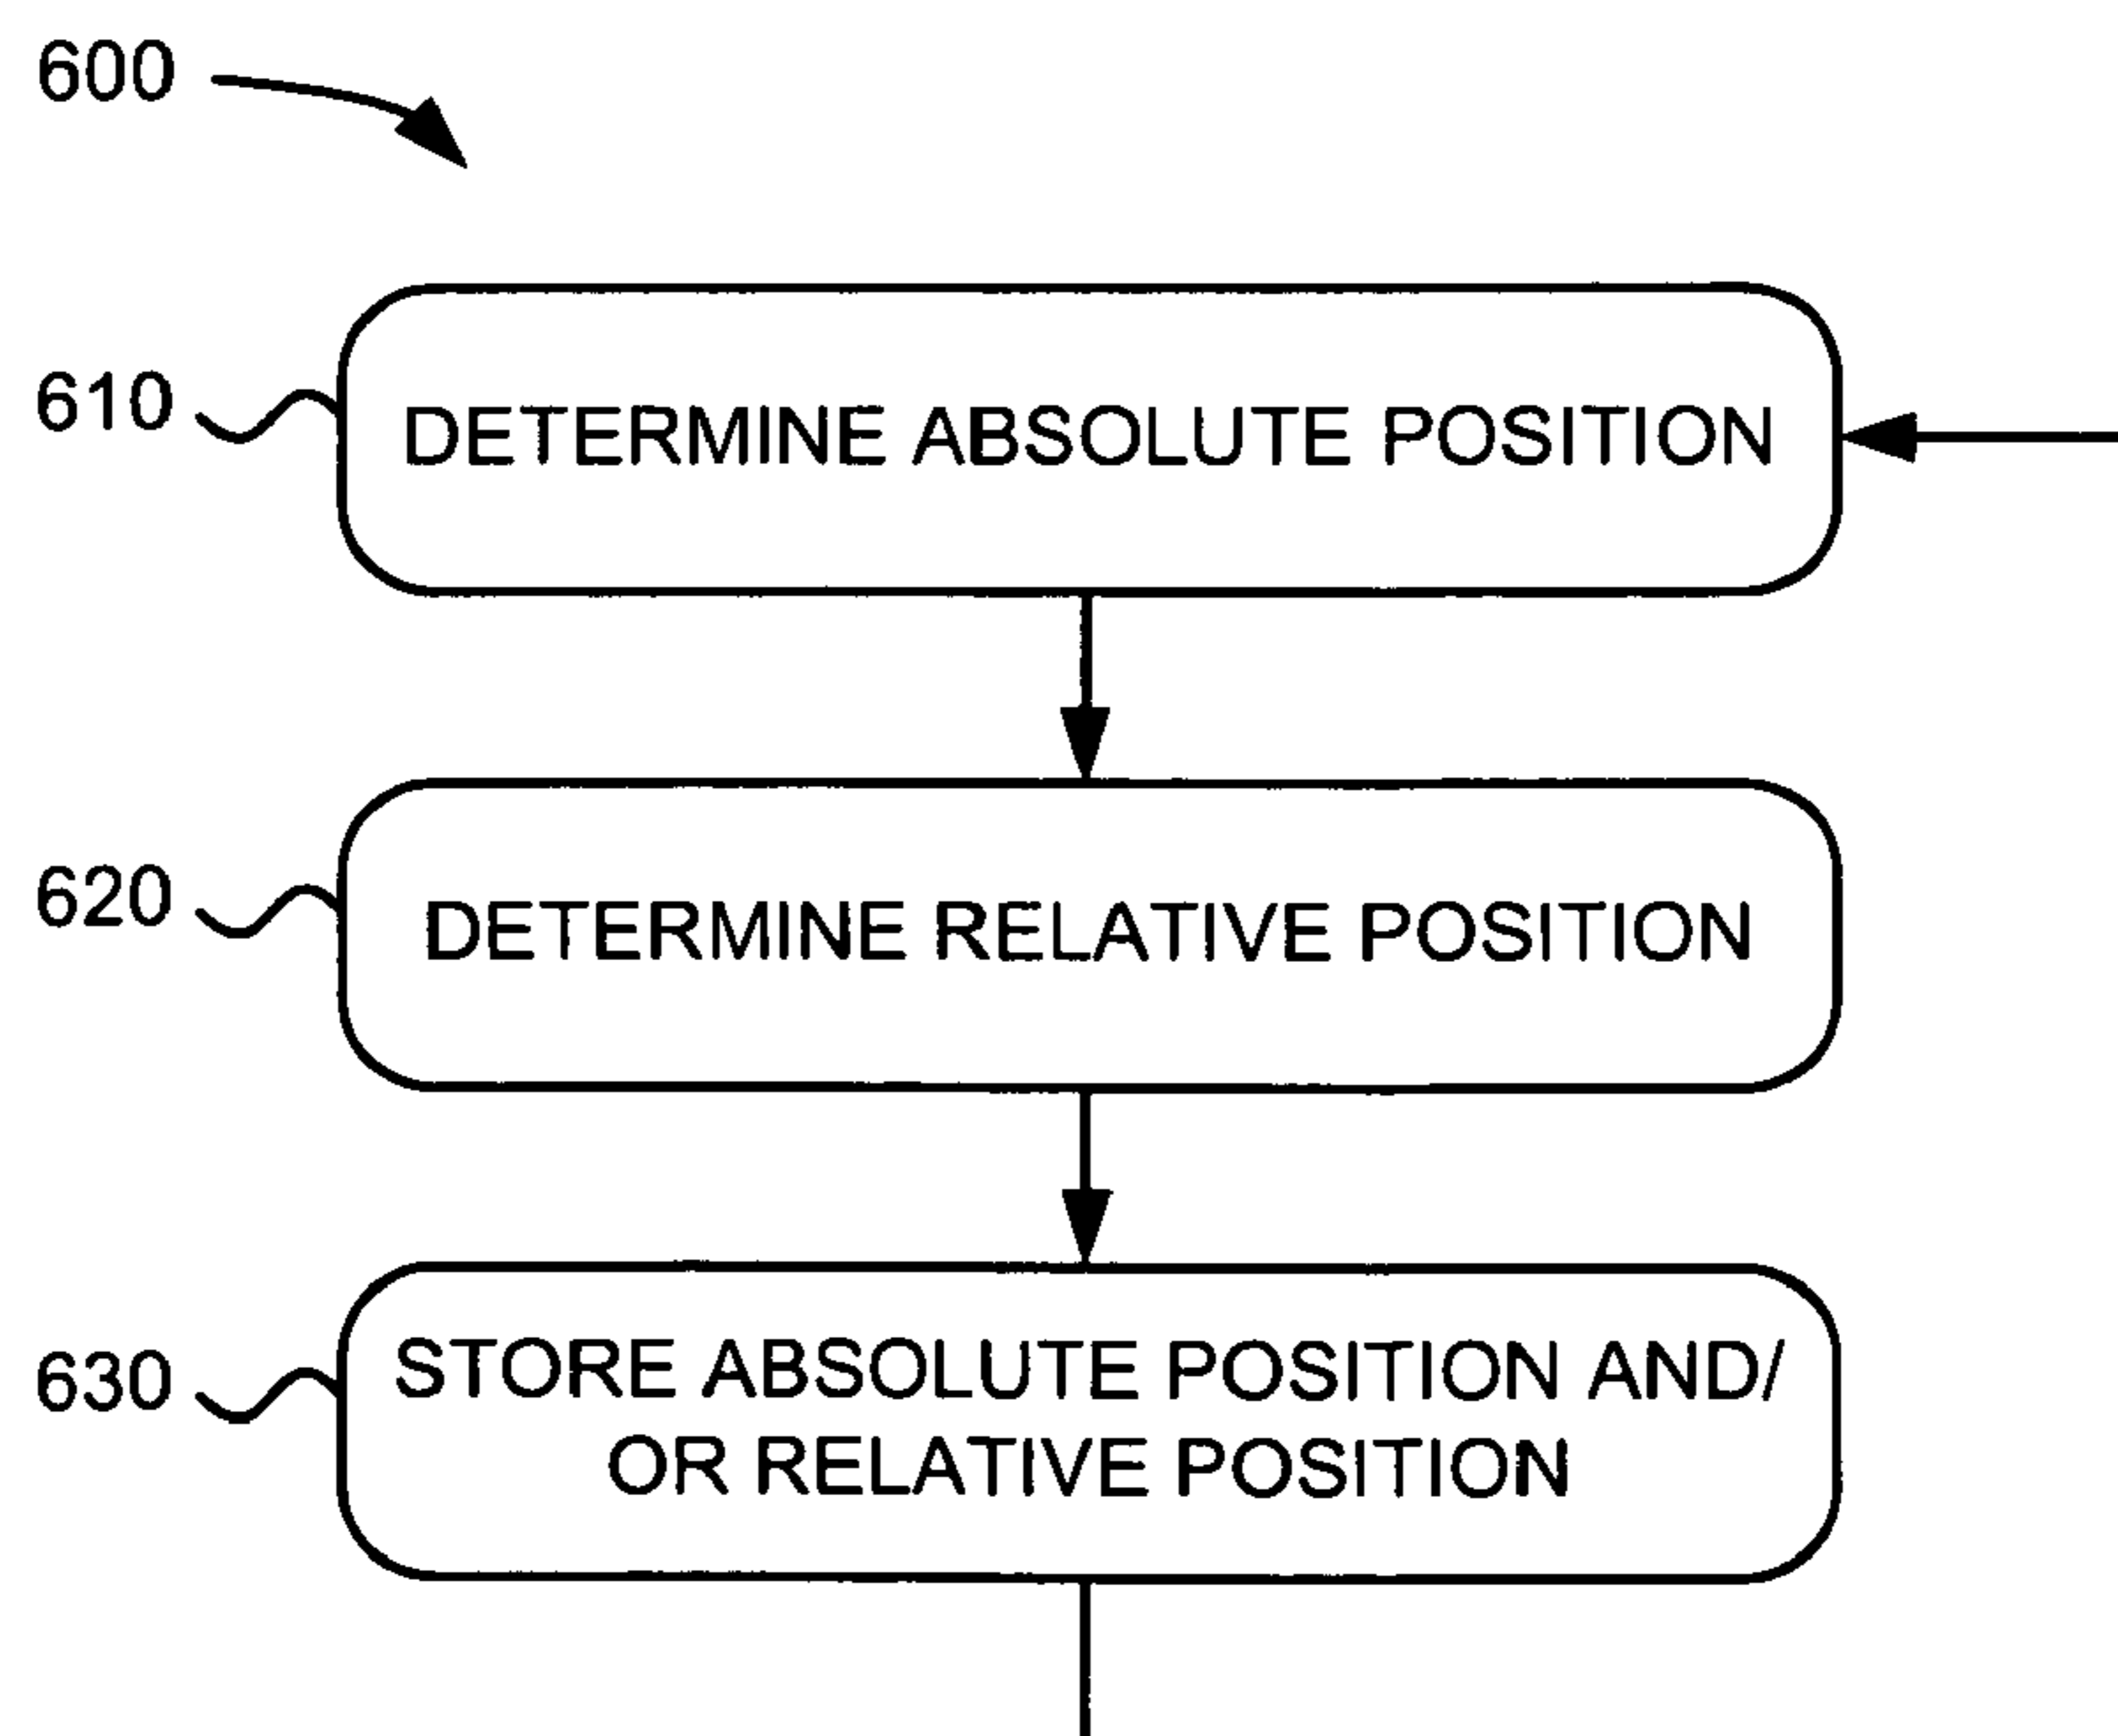 600
610
DETERMINE ABSOLUTE POSITION
620
DETERMINE RELATIVE POSITION
630
STORE ABSOLUTE POSITION AND/
OR RELATIVE POSITION